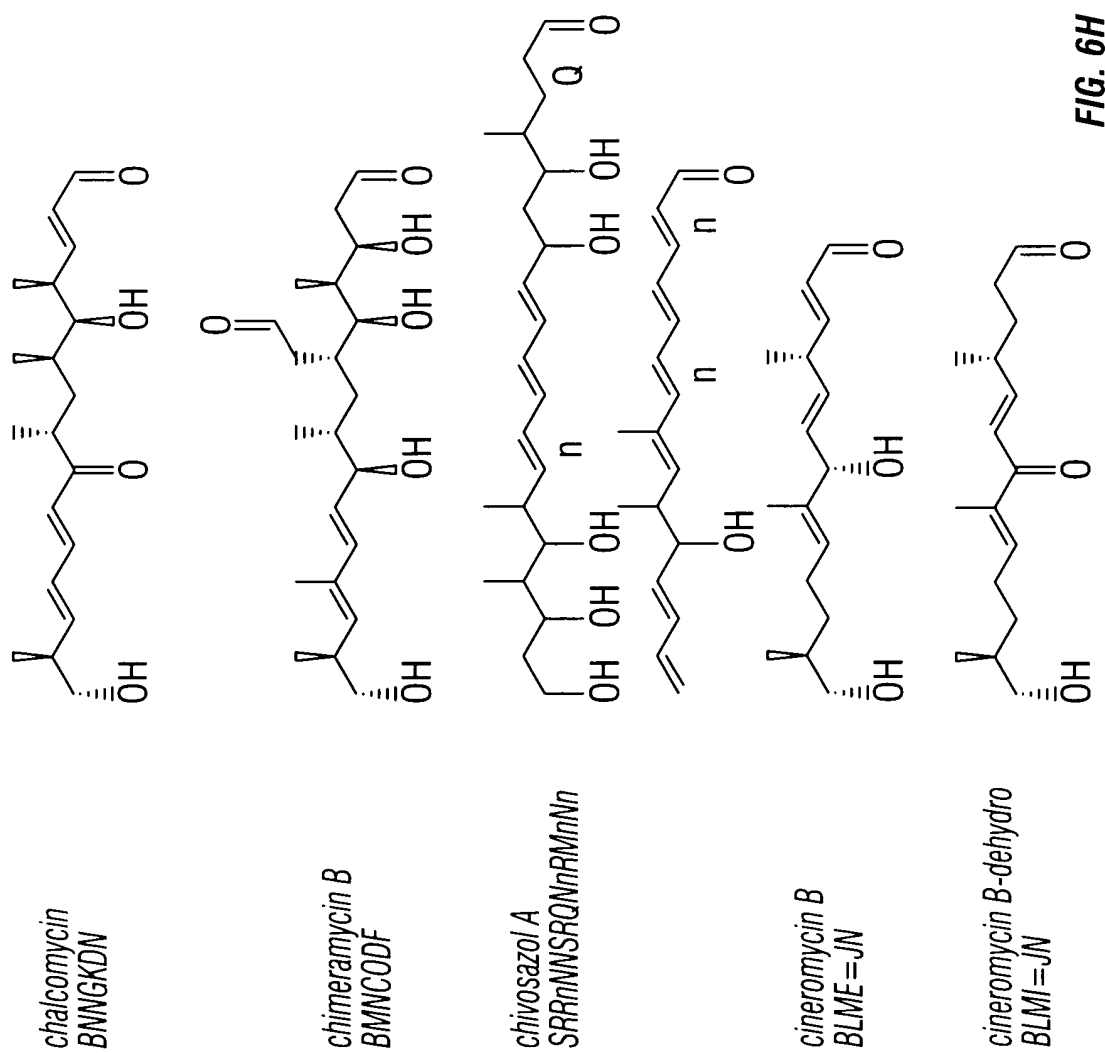 chalcomycin
BNNGKDN
OH O OH O
chimeramycin B
BMNCODF
O
OH OH OH OH O
chivosazol A
SRRnNNSRQNnRMnNn
Q
n
OH OH OH OH OH O
n n
OH O
cineromycin B
BLME=JN
OH OH O
cineromycin B-dehydro
BLMI=JN
OH O O
FIG. 6H